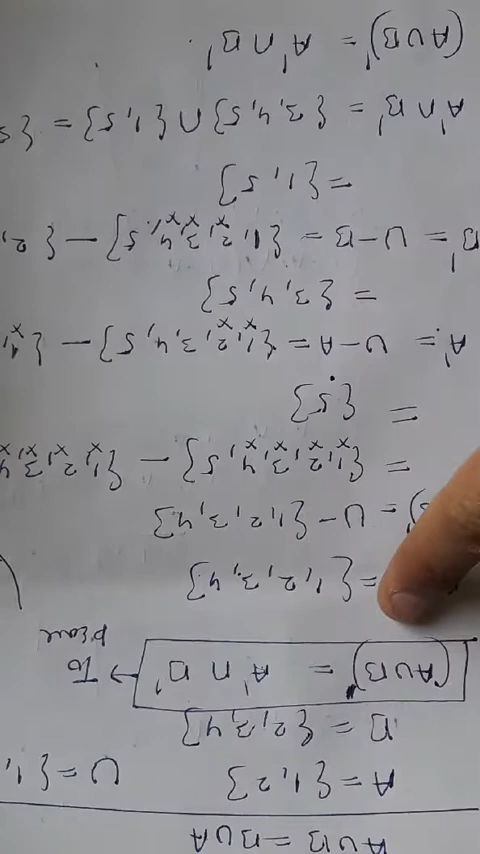 A∪B = B∪A
A = {1, 2} U = {1,
B = {2, 3, 4}
(A∪B)' = A' ∩ B' → To prove
= {1, 2, 3, 4}
)' = U - {1, 2, 3, 4}
= {1, 2, 3, 4, 5} - {1, 2, 3, 4
= {5}
A' = U - A = {1, 2, 3, 4, 5} - {1,
= {3, 4, 5}
B' = U - B = {1, 2, 3, 4, 5} - {2,
= {1, 5}
A' ∩ B' = {3, 4, 5} ∩ {1, 5} = {5
(A∪B)' = A' ∩ B'